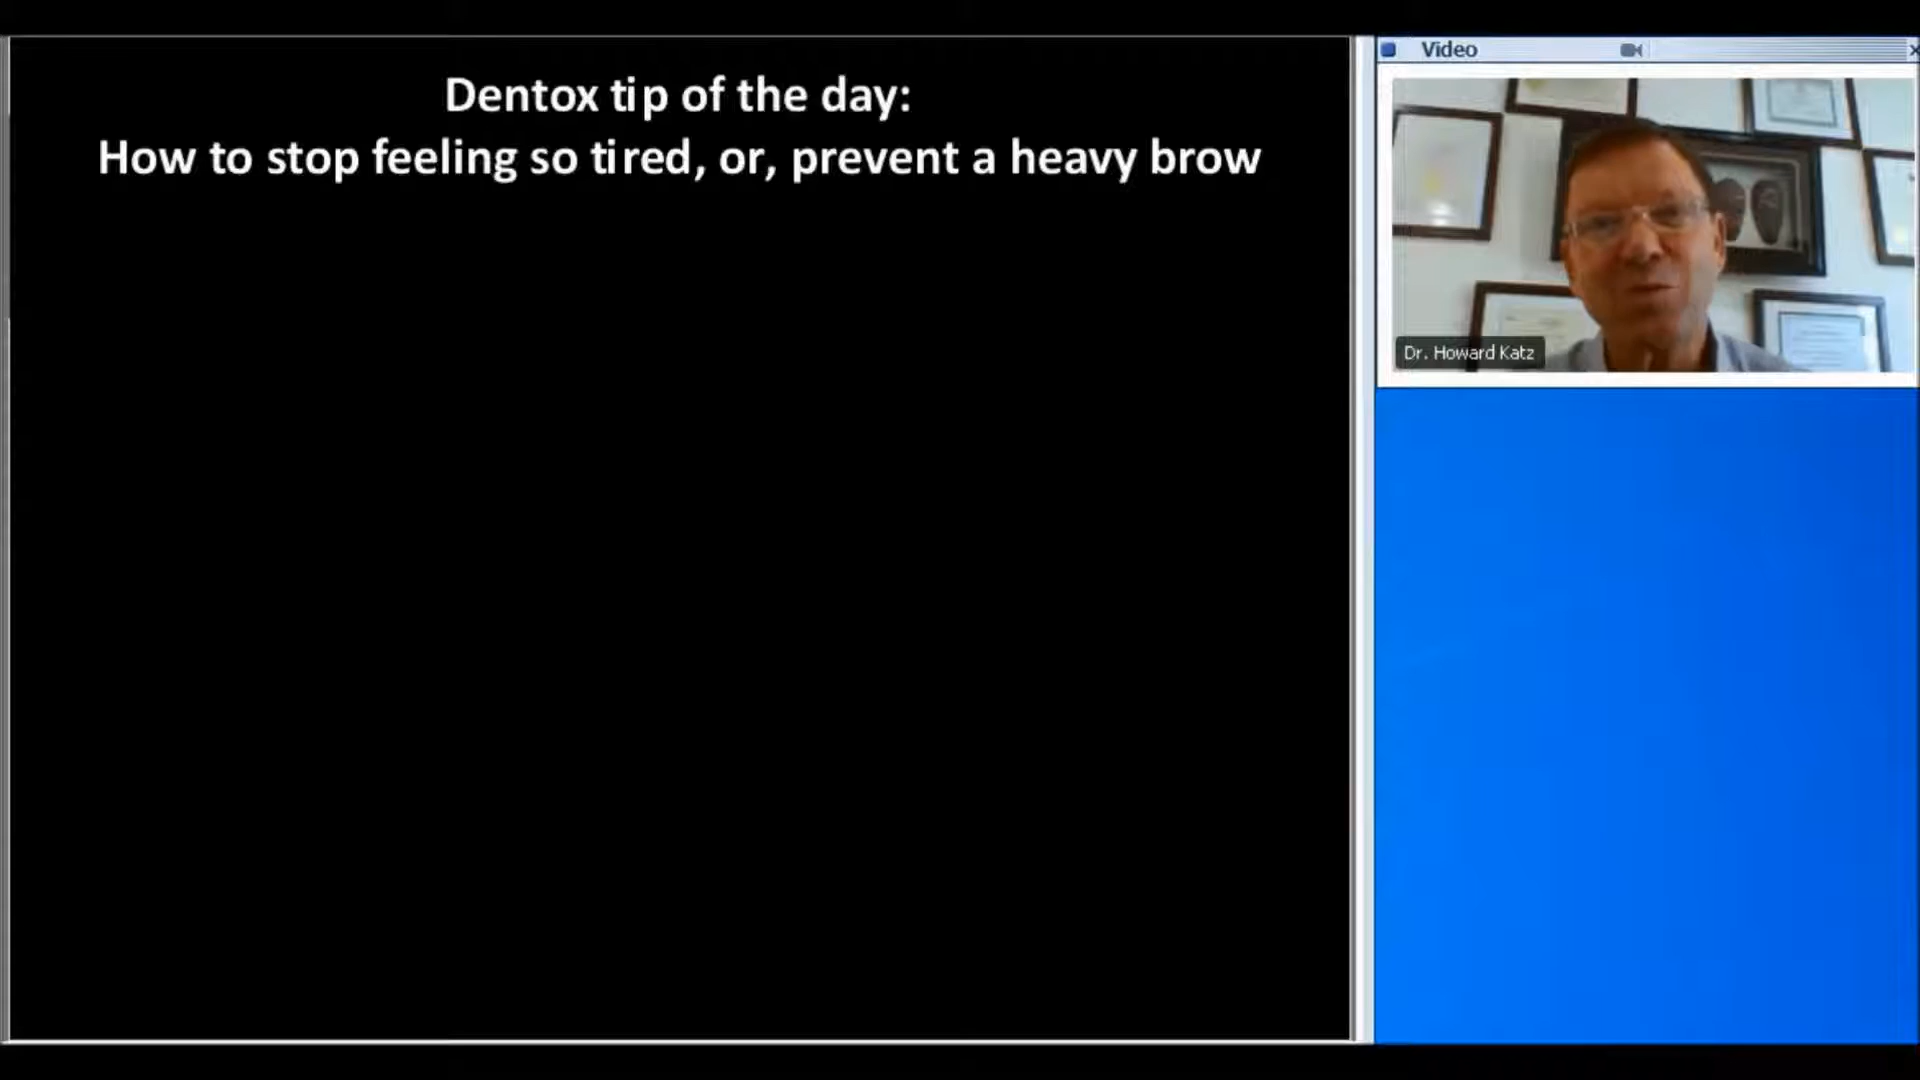 Dentox tip of the day:
How to stop feeling so tired, or, prevent a heavy brow
Video
Dr. Howard Katz